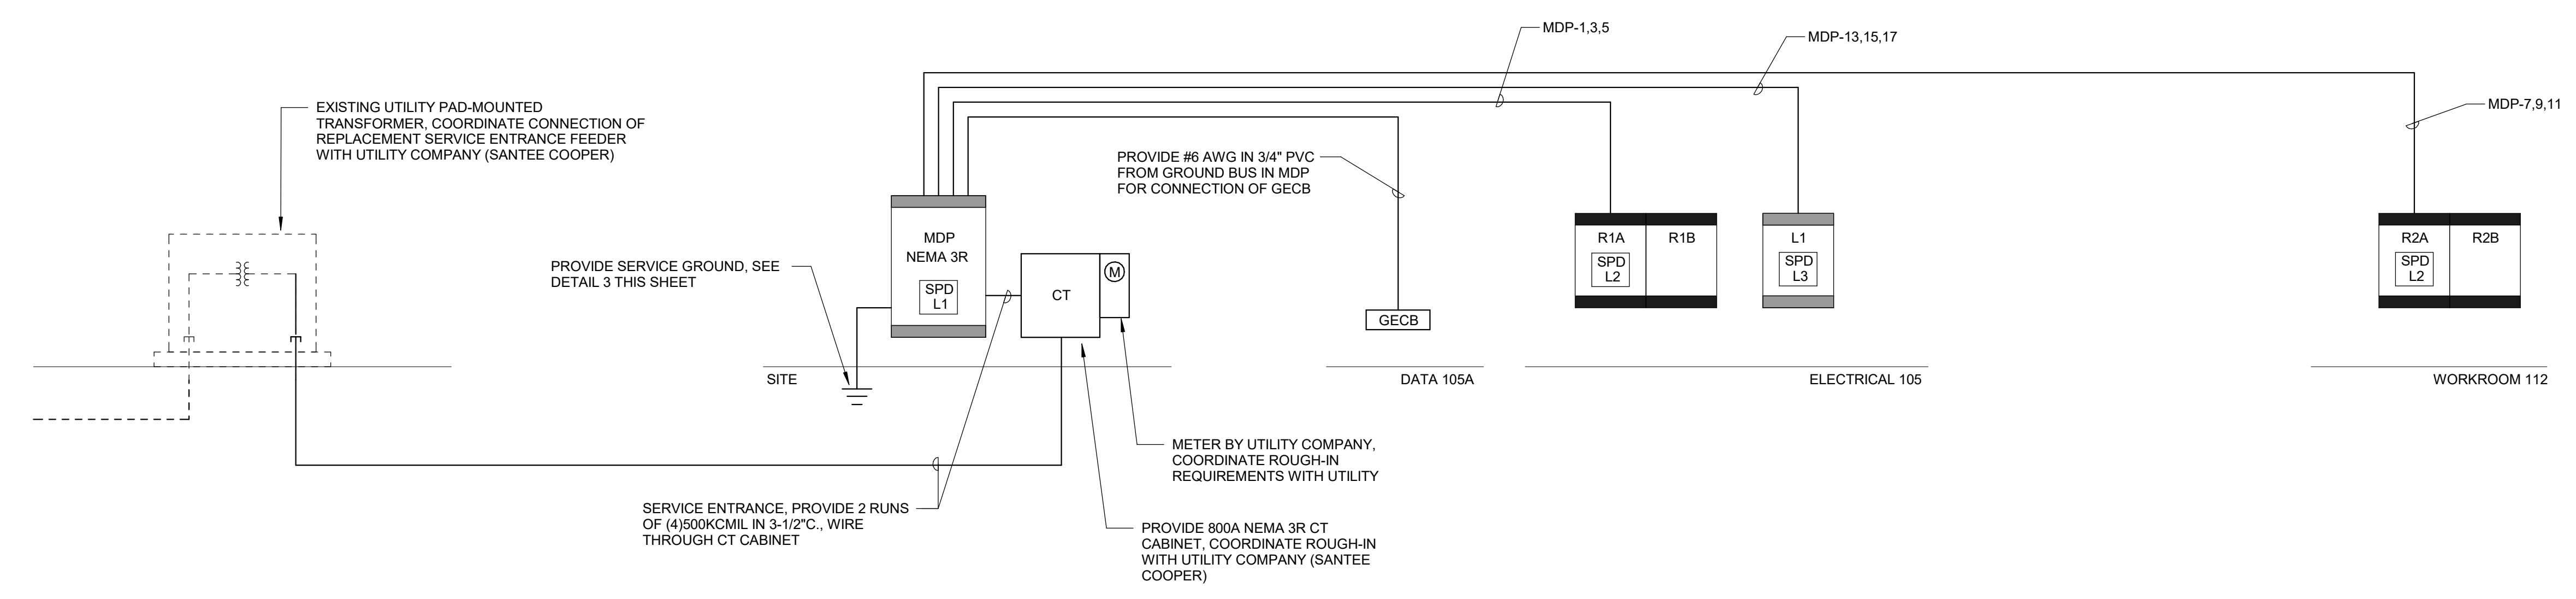 MDP-1,3,5
MDP-13,15,17
MDP-7,9,11
EXISTING UTILITY PAD-MOUNTED
TRANSFORMER, COORDINATE CONNECTION OF
REPLACEMENT SERVICE ENTRANCE FEEDER
WITH UTILITY COMPANY (SANTEE COOPER)
PROVIDE #6 AWG IN 3/4" PVC
FROM GROUND BUS IN MDP
FOR CONNECTION OF GECB
PROVIDE SERVICE GROUND, SEE
DETAIL 3 THIS SHEET
MDP
NEMA 3R
SPD
L1
CT
M
GECB
R1A
SPD
L2
R1B
L1
SPD
L3
R2A
SPD
L2
R2B
SITE
DATA 105A
ELECTRICAL 105
WORKROOM 112
METER BY UTILITY COMPANY,
COORDINATE ROUGH-IN
REQUIREMENTS WITH UTILITY
SERVICE ENTRANCE, PROVIDE 2 RUNS
OF (4)500KCMIL IN 3-1/2"C., WIRE
THROUGH CT CABINET
PROVIDE 800A NEMA 3R CT
CABINET, COORDINATE ROUGH-IN
WITH UTILITY COMPANY (SANTEE
COOPER)